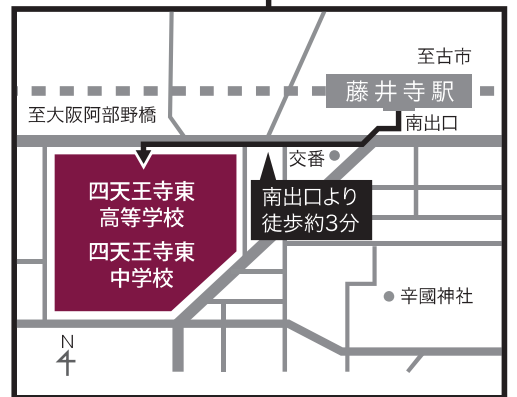 至古市
藤井寺駅
至大阪阿部野橋
南出口
交番
四天王寺東
高等学校
四天王寺東
中学校
南出口より
徒歩約3分
辛國神社
N